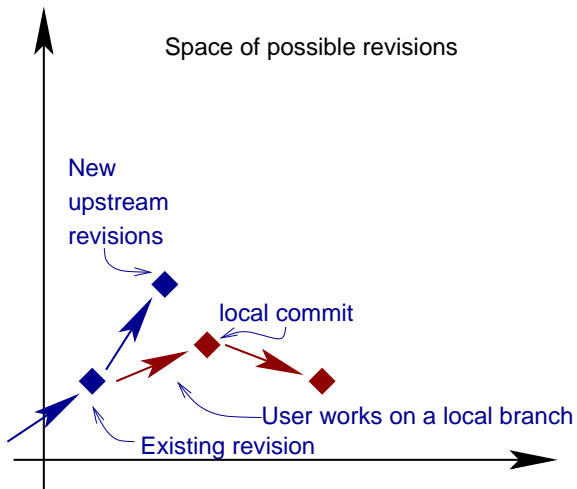 Space of possible revisions
New
upstream
revisions
local commit
User works on a local branch
Existing revision